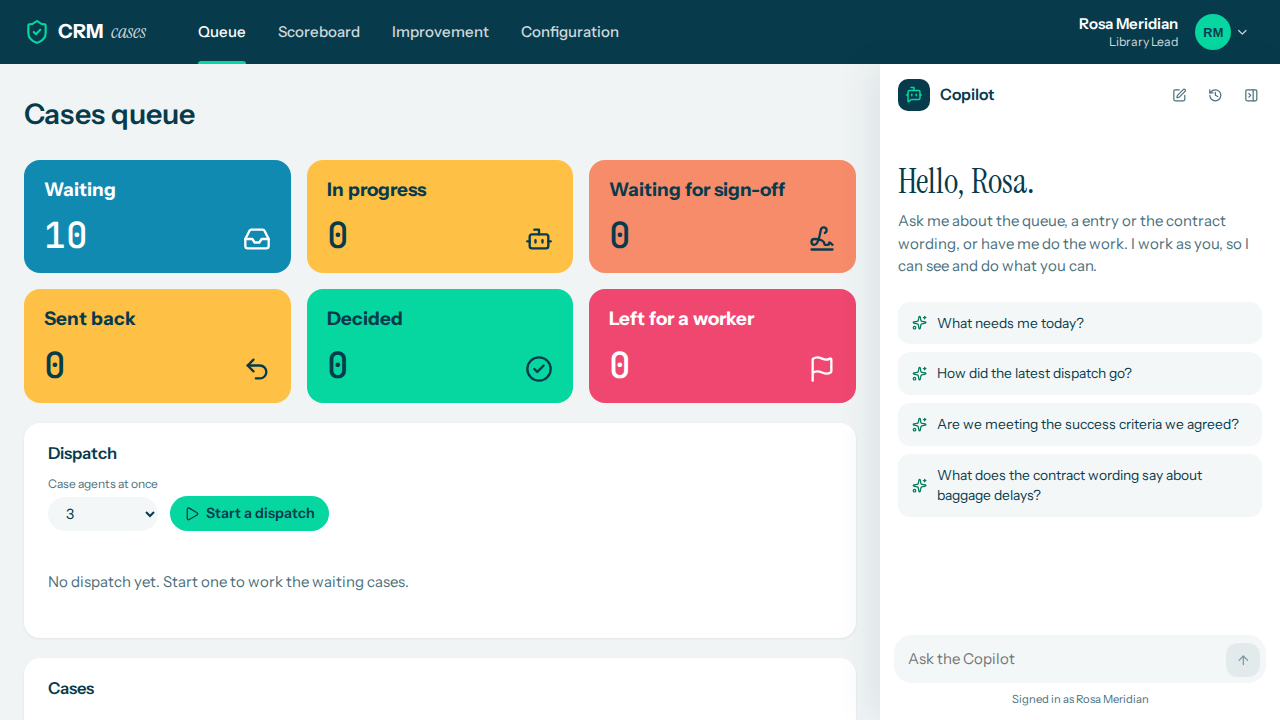 CRM cases
Queue
Scoreboard
Improvement
Configuration
Rosa Meridian
Library Lead
RM
Cases queue
Waiting
10
In progress
0
Waiting for sign-off
0
Sent back
0
Decided
0
Left for a worker
0
Dispatch
Case agents at once
3
Start a dispatch
No dispatch yet. Start one to work the waiting cases.
Cases
Copilot
Hello, Rosa.
Ask me about the queue, a entry or the contract
wording, or have me do the work. I work as you, so I
can see and do what you can.
What needs me today?
How did the latest dispatch go?
Are we meeting the success criteria we agreed?
What does the contract wording say about
baggage delays?
Ask the Copilot
Signed in as Rosa Meridian